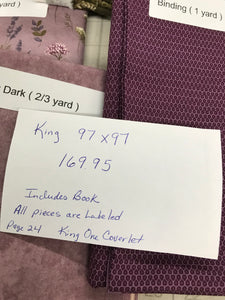 Binding ( 1 yard )
yard )
Dark ( 2/3 yard )
King 97 x 97
169.95
Includes Book
All pieces are Labeled
Page 24 King One Coverlet